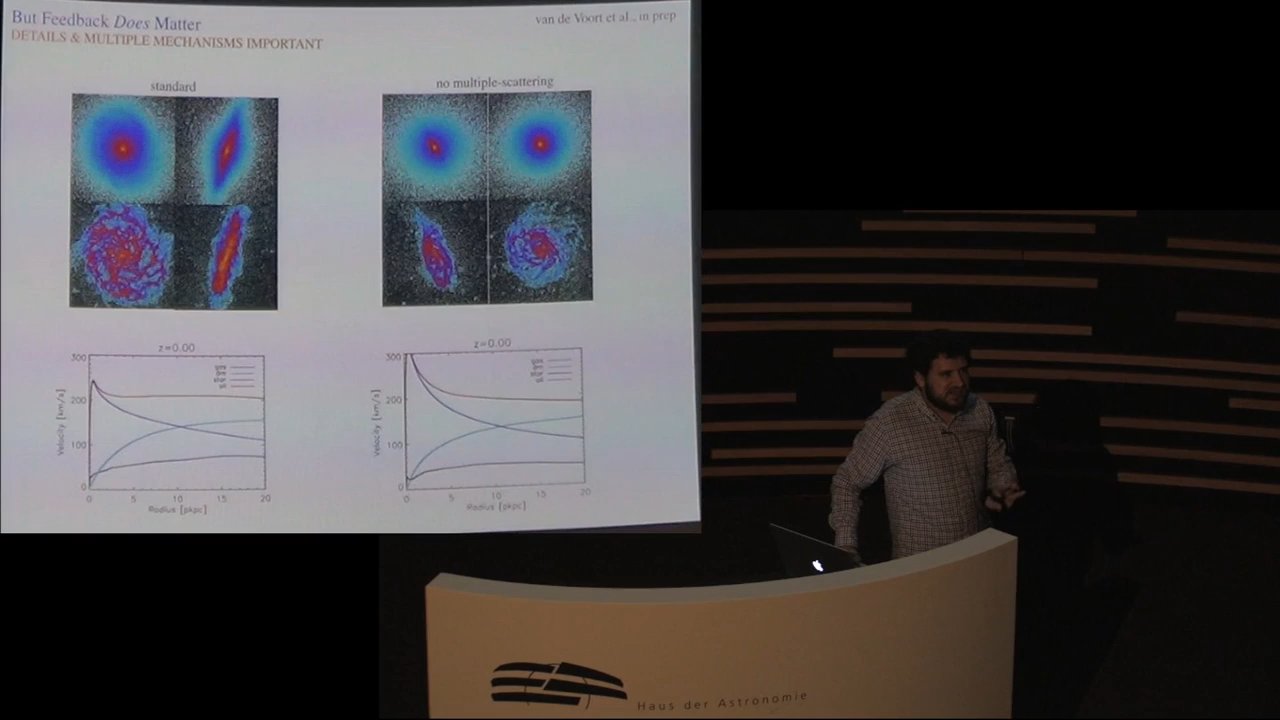 But Feedback Does Matter
van de Voort et al., in prep
DETAILS & MULTIPLE MECHANISMS IMPORTANT
standard
no multiple-scattering
z=0.00
300
200
100
0
Velocity [km/s]
0 5 10 15 20
Radius [pkpc]
z=0.00
300
200
100
0
Velocity [km/s]
0 5 10 15 20
Radius [pkpc]
Haus der Astronomie